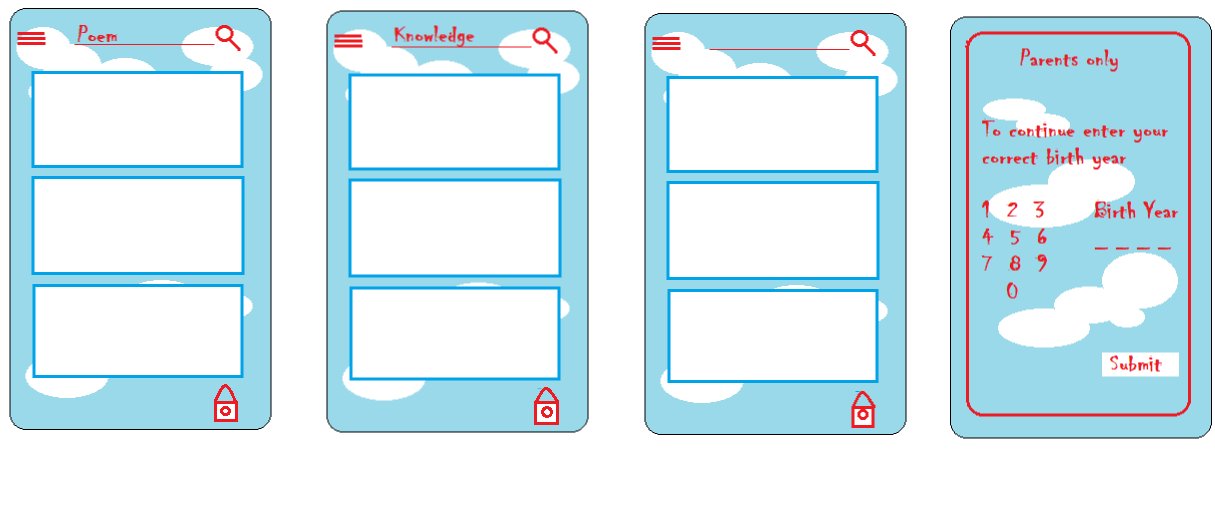 Poem
Knowledge
Parents only
To continue enter your
correct birth year
1 2 3
Birth Year
4 5 6
_ _ _ _
7 8 9
0
Submit